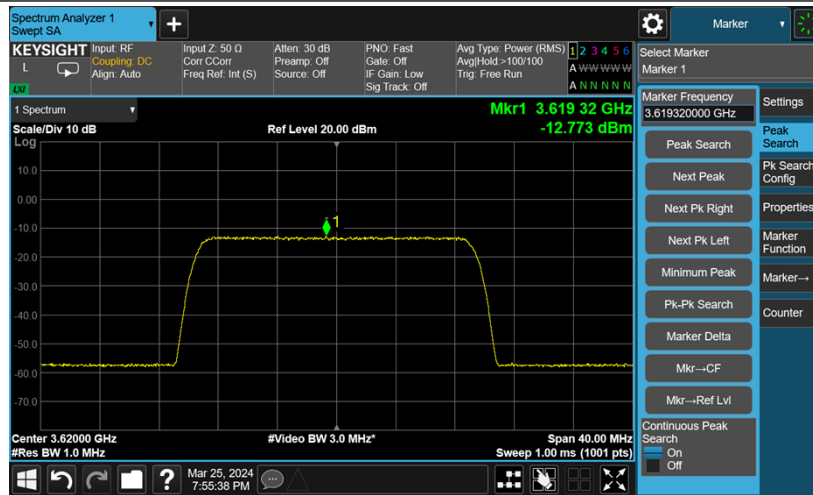 Spectrum Analyzer 1
Swept SA
Marker
KEYSIGHT
L
LXI
Input: RF
Coupling: DC
Align: Auto
Input Z: 50 Ω
Corr CCorr
Freq Ref: Int (S)
Atten: 30 dB
Preamp: Off
Source: Off
PNO: Fast
Gate: Off
IF Gain: Low
Sig Track: Off
Avg Type: Power (RMS)
Avg|Hold:>100/100
Trig: Free Run
1 2 3 4 5 6
A W W W W W
A N N N N N
Select Marker
Marker 1
1 Spectrum
Scale/Div 10 dB
Log
Ref Level 20.00 dBm
Mkr1 3.619 32 GHz
-12.773 dBm
10.0
0.00
-10.0
-20.0
-30.0
-40.0
-50.0
-60.0
-70.0
1
Center 3.62000 GHz
#Res BW 1.0 MHz
#Video BW 3.0 MHz*
Span 40.00 MHz
Sweep 1.00 ms (1001 pts)
Marker Frequency
3.619320000 GHz
Peak Search
Next Peak
Next Pk Right
Next Pk Left
Minimum Peak
Pk-Pk Search
Marker Delta
Mkr→CF
Mkr→Ref Lvl
Continuous Peak
Search
On
Off
Settings
Peak
Search
Pk Search
Config
Properties
Marker
Function
Marker→
Counter
?
Mar 25, 2024
7:55:38 PM